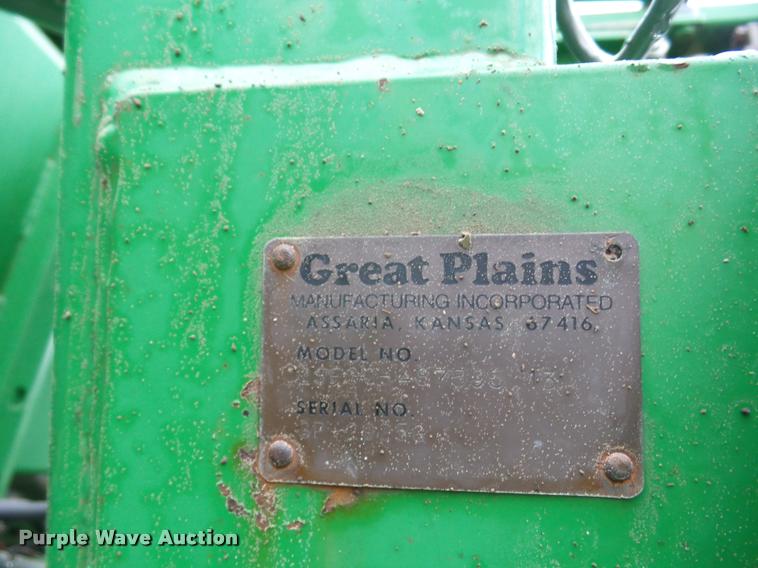 Great Plains
MANUFACTURING INCORPORATED
ASSARIA, KANSAS 67416
MODEL NO.
SERIAL NO.
Purple Wave Auction